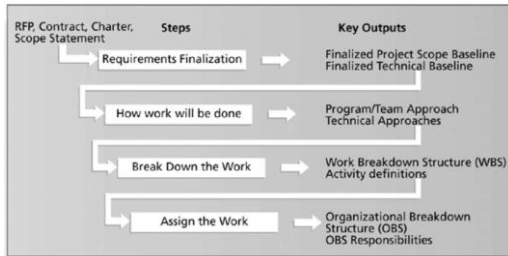 RFP, Contract, Charter,
Scope Statement
Steps
Key Outputs
Requirements Finalization
Finalized Project Scope Baseline
Finalized Technical Baseline
How work will be done
Program/Team Approach
Technical Approaches
Break Down the Work
Work Breakdown Structure (WBS)
Activity definitions
Assign the Work
Organizational Breakdown
Structure (OBS)
OBS Responsibilities